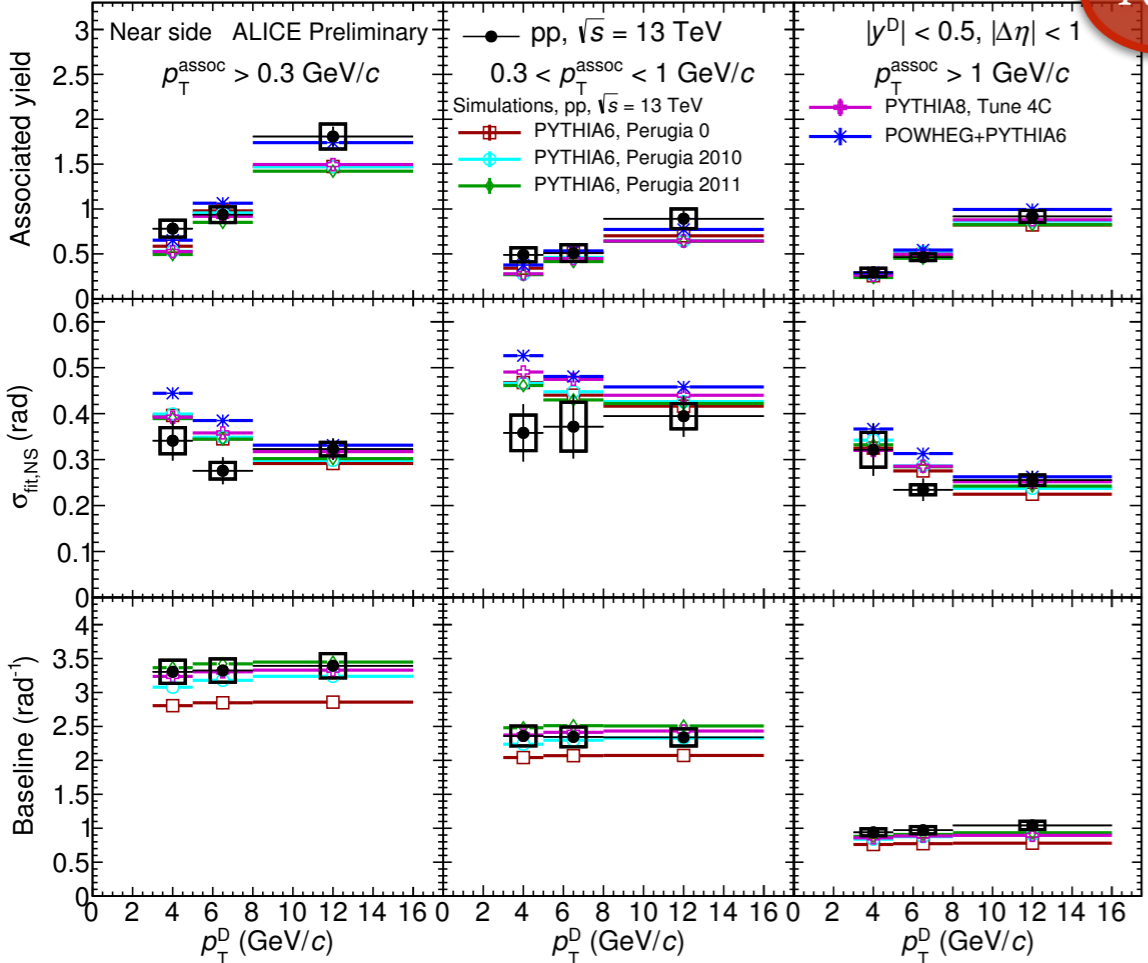 Near side ALICE Preliminary
p_T^assoc > 0.3 GeV/c
pp, √s = 13 TeV
0.3 < p_T^assoc < 1 GeV/c
Simulations, pp, √s = 13 TeV
PYTHIA6, Perugia 0
PYTHIA6, Perugia 2010
PYTHIA6, Perugia 2011
|y^D| < 0.5, |Δη| < 1
p_T^assoc > 1 GeV/c
PYTHIA8, Tune 4C
POWHEG+PYTHIA6
Associated yield
3
2.5
2
1.5
1
0.5
0
σ_fit,NS (rad)
0.6
0.5
0.4
0.3
0.2
0.1
0
Baseline (rad⁻¹)
4
3.5
3
2.5
2
1.5
1
0.5
0
0 2 4 6 8 10 12 14 16
0 2 4 6 8 10 12 14 16
0 2 4 6 8 10 12 14 16
p_T^D (GeV/c)
p_T^D (GeV/c)
p_T^D (GeV/c)